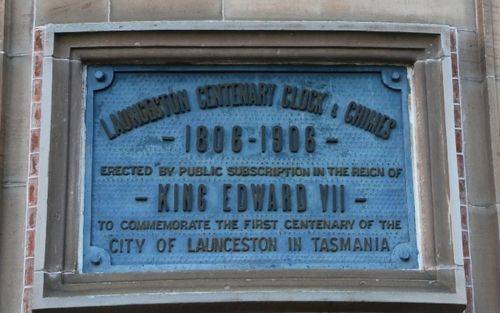 LAUNCESTON CENTENARY CLOCK & CHIMES
- 1806-1906 -
ERECTED BY PUBLIC SUBSCRIPTION IN THE REIGN OF
- KING EDWARD VII -
TO COMMEMORATE THE FIRST CENTENARY OF THE
CITY OF LAUNCESTON IN TASMANIA